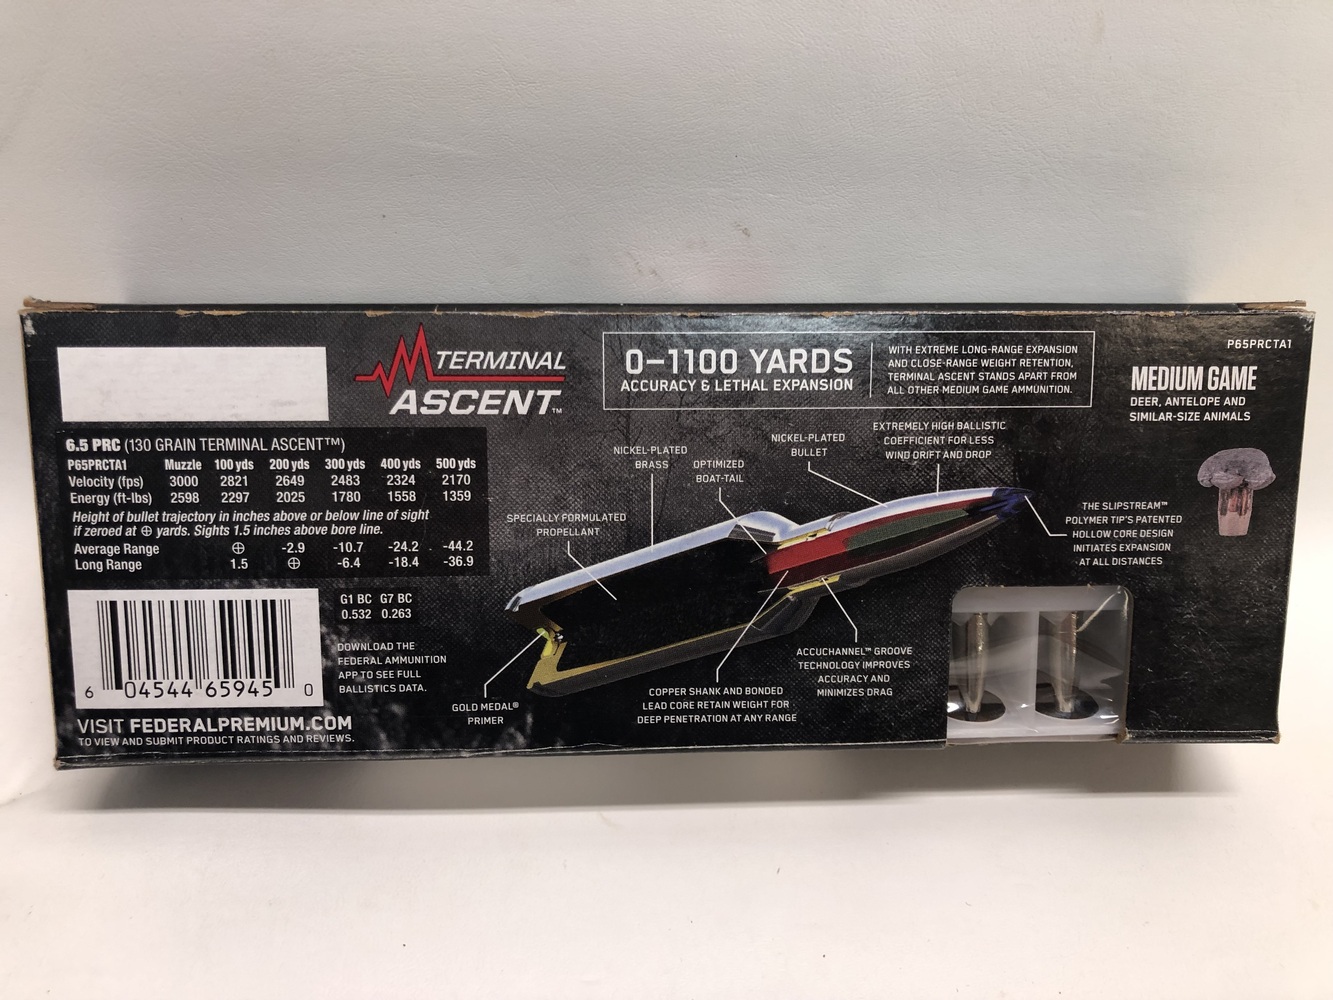 TERMINAL
ASCENT™
0–1100 YARDS
ACCURACY & LETHAL EXPANSION
WITH EXTREME LONG-RANGE EXPANSION
AND CLOSE-RANGE WEIGHT RETENTION,
TERMINAL ASCENT STANDS APART FROM
ALL OTHER MEDIUM GAME AMMUNITION.
P65PRCTA1
MEDIUM GAME
DEER, ANTELOPE AND
SIMILAR-SIZE ANIMALS
6.5 PRC (130 GRAIN TERMINAL ASCENT™)
P65PRCTA1 Muzzle 100 yds 200 yds 300 yds 400 yds 500 yds
Velocity (fps) 3000 2821 2649 2483 2324 2170
Energy (ft-lbs) 2598 2297 2025 1780 1558 1359
Height of bullet trajectory in inches above or below line of sight
if zeroed at ⊕ yards. Sights 1.5 inches above bore line.
Average Range ⊕ -2.9 -10.7 -24.2 -44.2
Long Range 1.5 ⊕ -6.4 -18.4 -36.9
G1 BC G7 BC
0.532 0.263
DOWNLOAD THE
FEDERAL AMMUNITION
APP TO SEE FULL
BALLISTICS DATA.
6 04544 65945 0
VISIT FEDERALPREMIUM.COM
TO VIEW AND SUBMIT PRODUCT RATINGS AND REVIEWS.
SPECIALLY FORMULATED
PROPELLANT
NICKEL-PLATED
BRASS
OPTIMIZED
BOAT-TAIL
NICKEL-PLATED
BULLET
EXTREMELY HIGH BALLISTIC
COEFFICIENT FOR LESS
WIND DRIFT AND DROP
THE SLIPSTREAM™
POLYMER TIP'S PATENTED
HOLLOW CORE DESIGN
INITIATES EXPANSION
AT ALL DISTANCES
GOLD MEDAL®
PRIMER
COPPER SHANK AND BONDED
LEAD CORE RETAIN WEIGHT FOR
DEEP PENETRATION AT ANY RANGE
ACCUCHANNEL™ GROOVE
TECHNOLOGY IMPROVES
ACCURACY AND
MINIMIZES DRAG